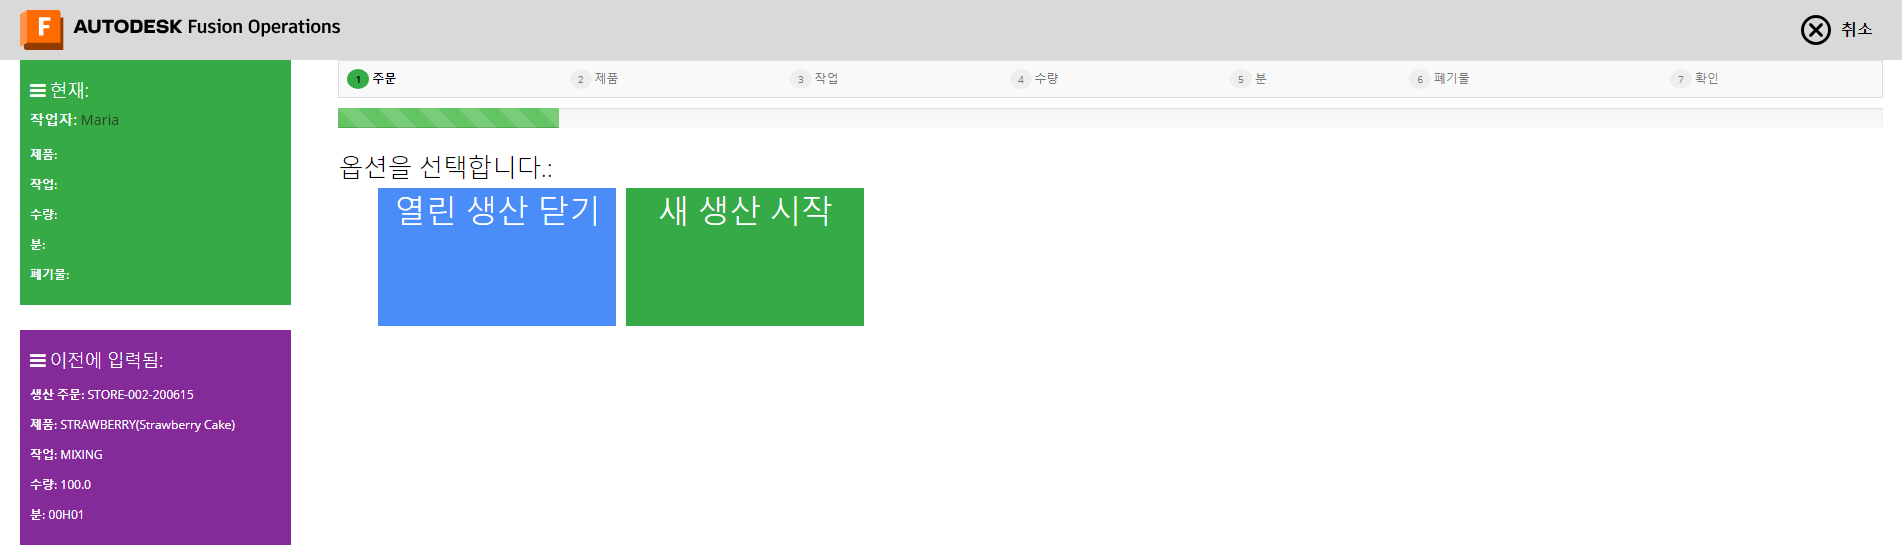 F AUTODESK Fusion Operations
취소
현재:
작업자: Maria
제품:
작업:
수량:
분:
폐기물:
이전에 입력됨:
생산 주문: STORE-002-200615
제품: STRAWBERRY(Strawberry Cake)
작업: MIXING
수량: 100.0
분: 00H01
1 주문 2 제품 3 작업 4 수량 5 분 6 폐기물 7 확인
옵션을 선택합니다.:
열린 생산 닫기
새 생산 시작